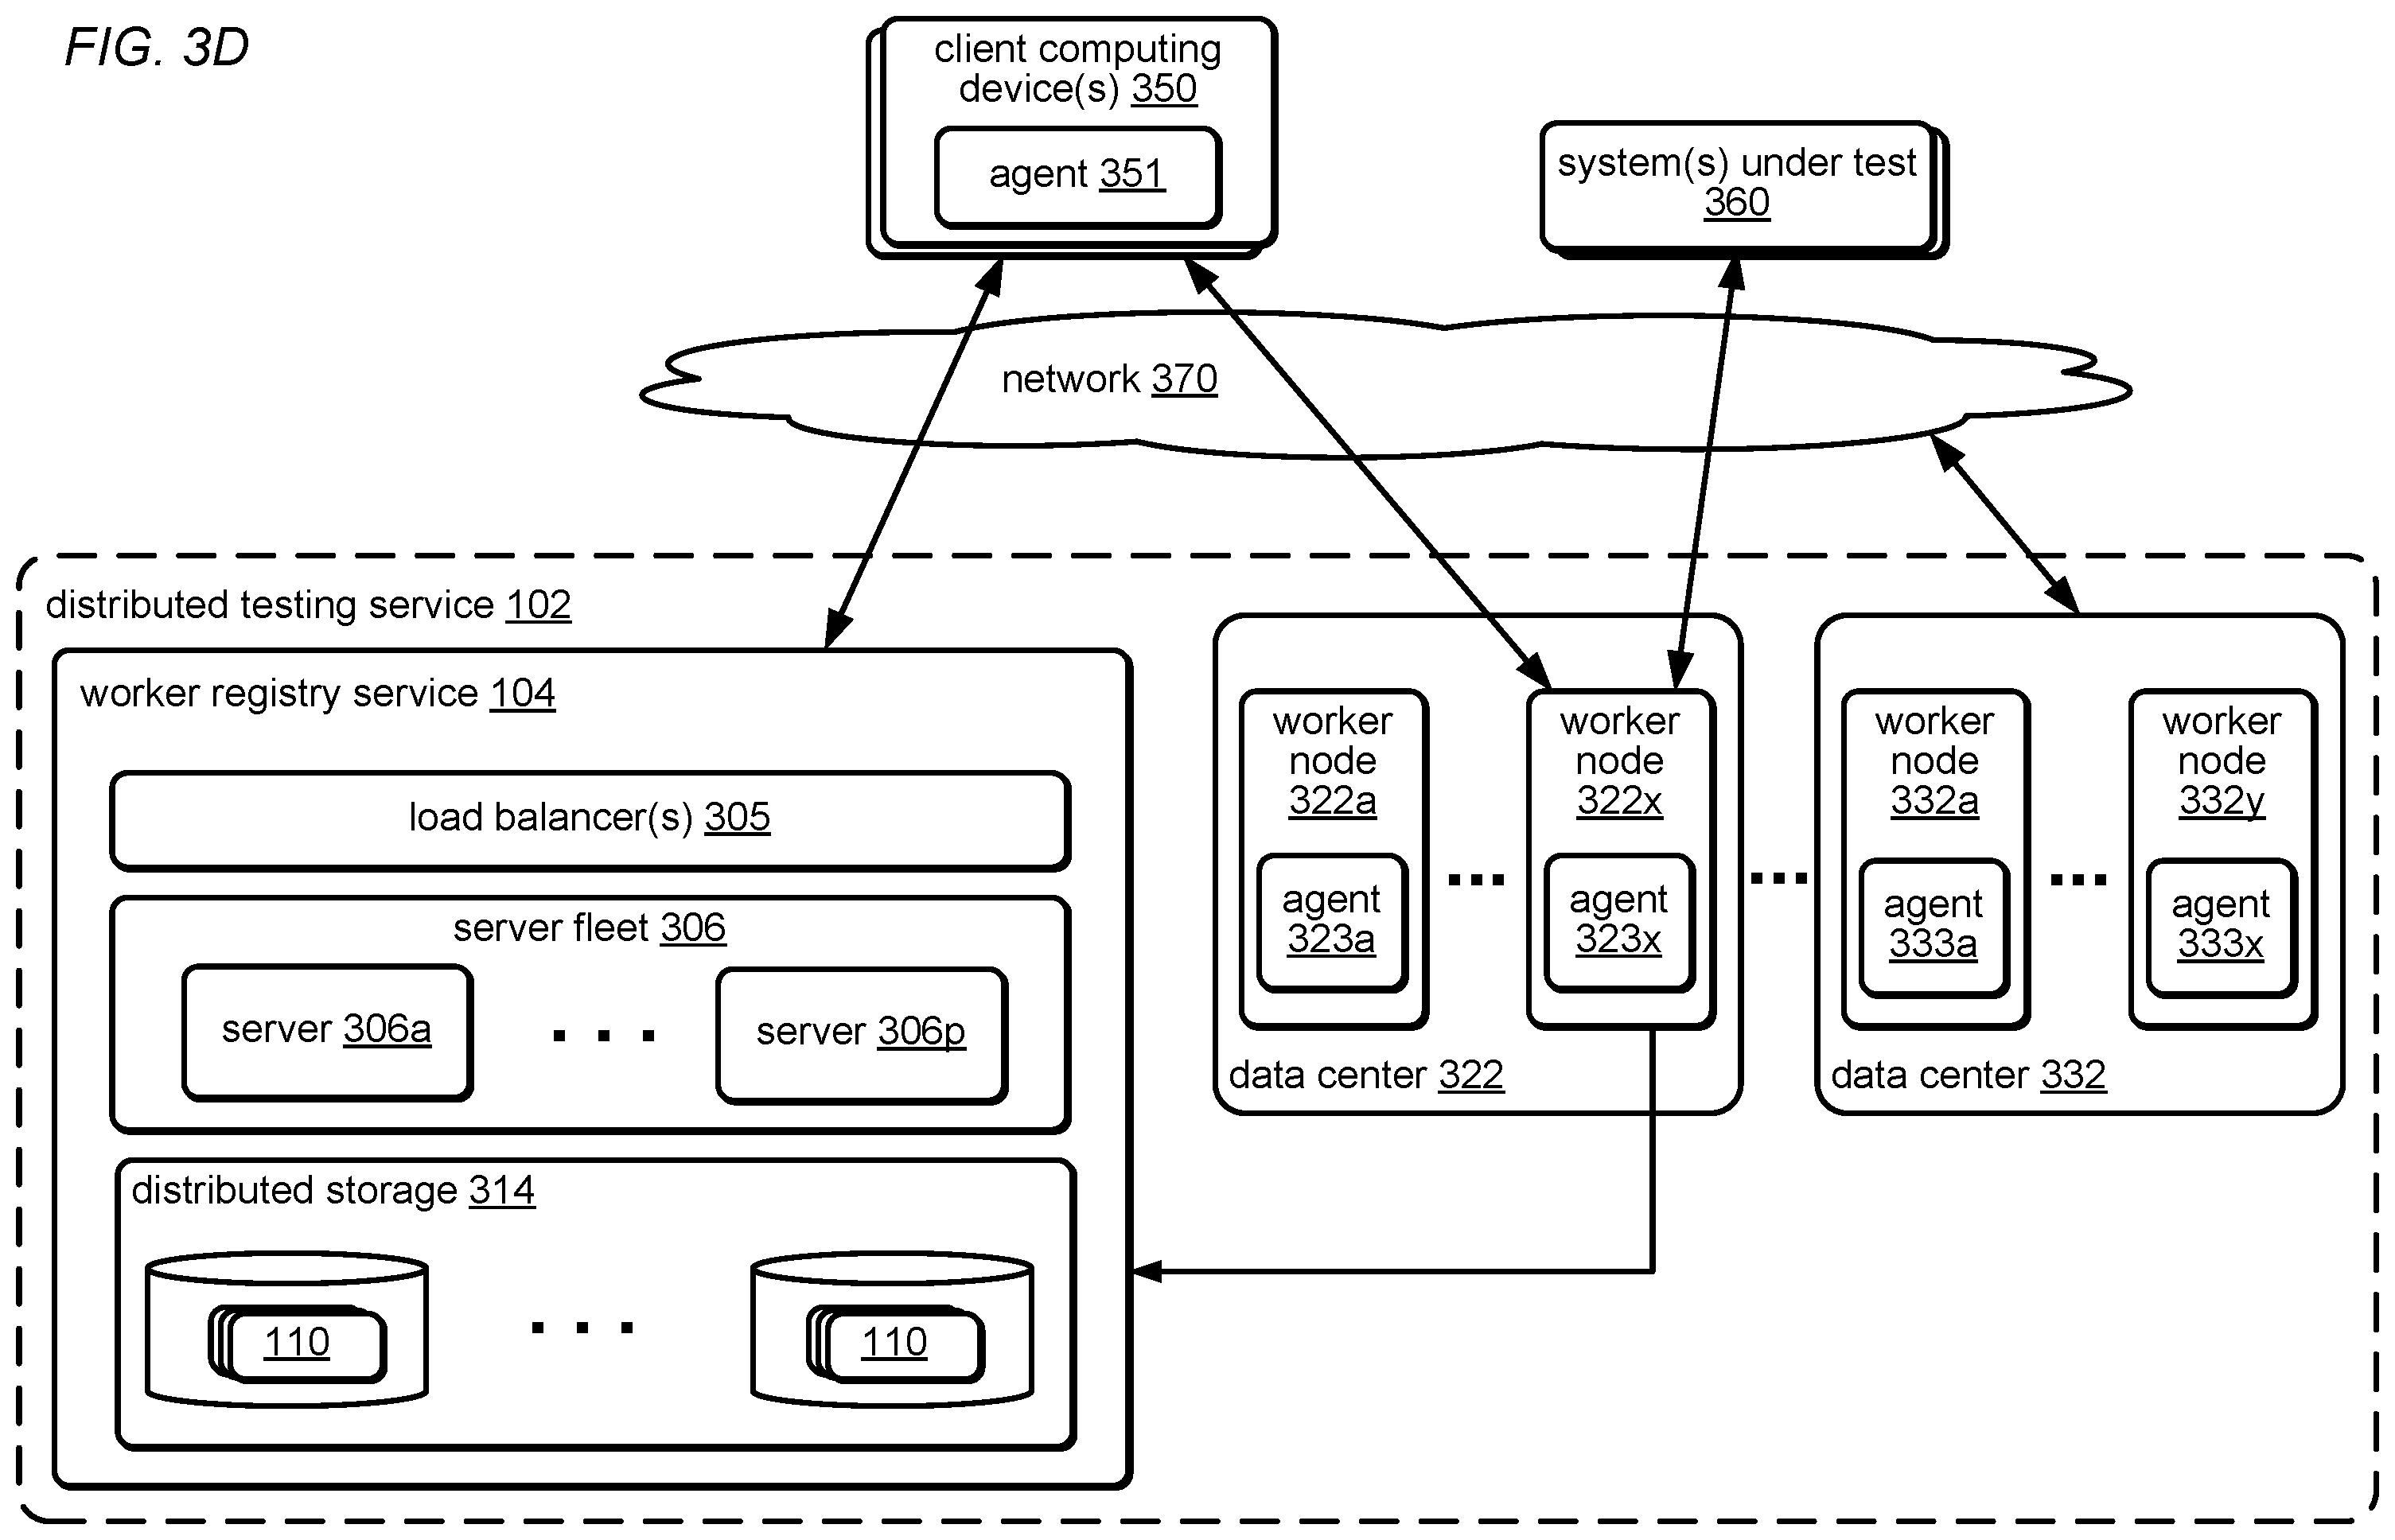 FIG. 3D
client computing
device(s) 350
agent 351
system(s) under test
360
network 370
distributed testing service 102
worker registry service 104
load balancer(s) 305
server fleet 306
server 306a
. . .
server 306p
distributed storage 314
110
. . .
110
worker
node
322a
agent
323a
...
worker
node
322x
agent
323x
data center 322
...
worker
node
332a
agent
333a
...
worker
node
332y
agent
333x
data center 332